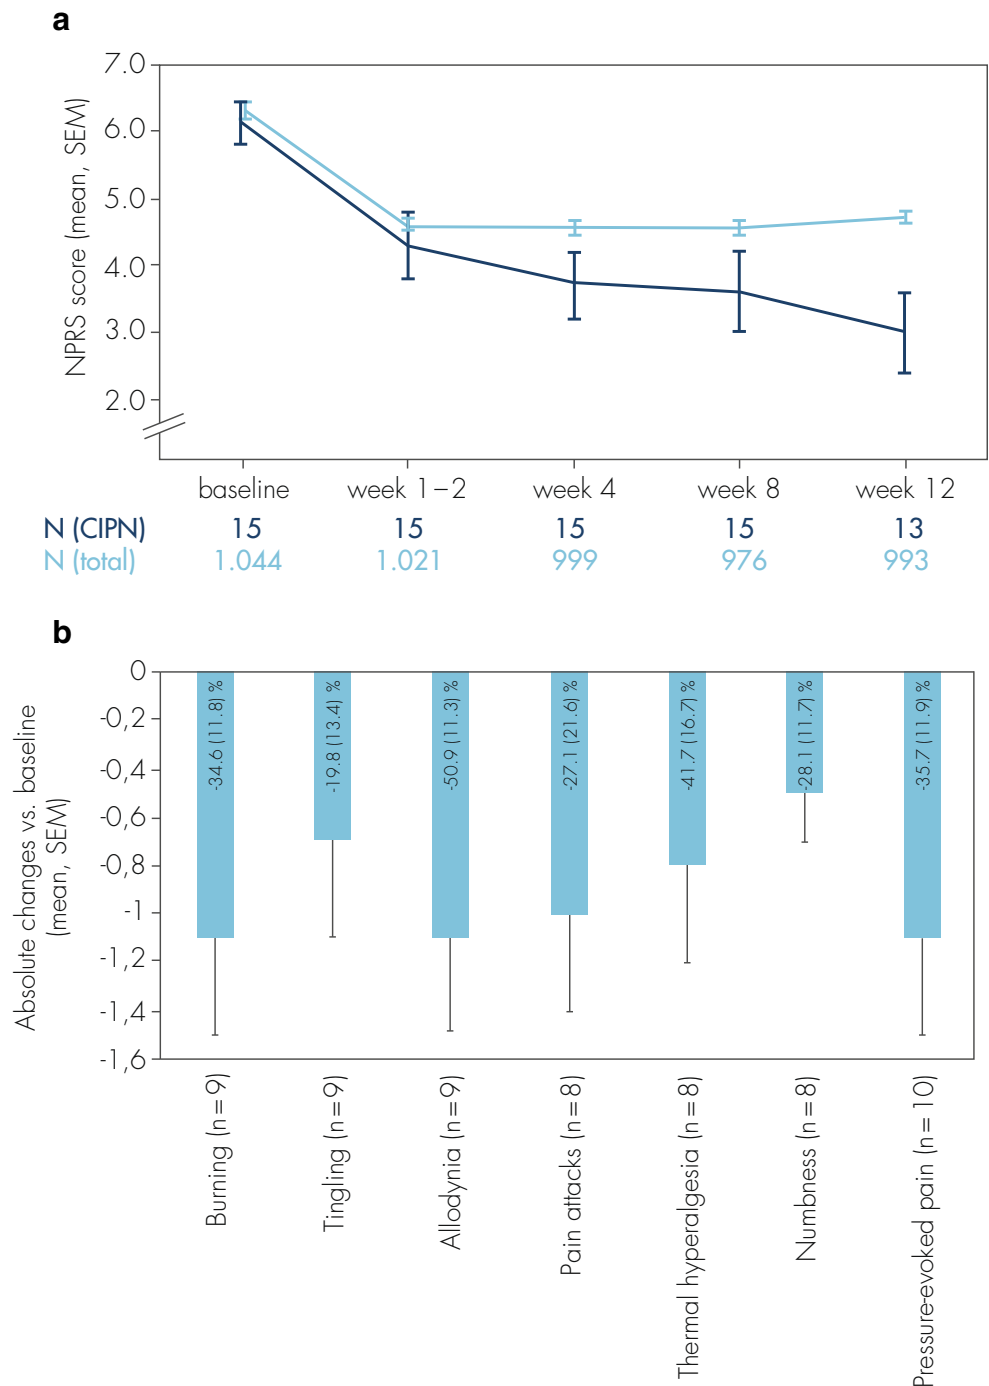 a
NPRS score (mean, SEM)
7.0
6.0
5.0
4.0
3.0
2.0
baseline week 1–2 week 4 week 8 week 12
N (CIPN) 15 15 15 15 13
N (total) 1.044 1.021 999 976 993
b
Absolute changes vs. baseline
(mean, SEM)
0
-0,2
-0,4
-0,6
-0,8
-1
-1,2
-1,4
-1,6
-34.6 (11.8) %
-19.8 (13.4) %
-50.9 (11.3) %
-27.1 (21.6) %
-41.7 (16.7) %
-28.1 (11.7) %
-35.7 (11.9) %
Burning (n=9)
Tingling (n=9)
Allodynia (n=9)
Pain attacks (n=8)
Thermal hyperalgesia (n=8)
Numbness (n=8)
Pressure-evoked pain (n=10)